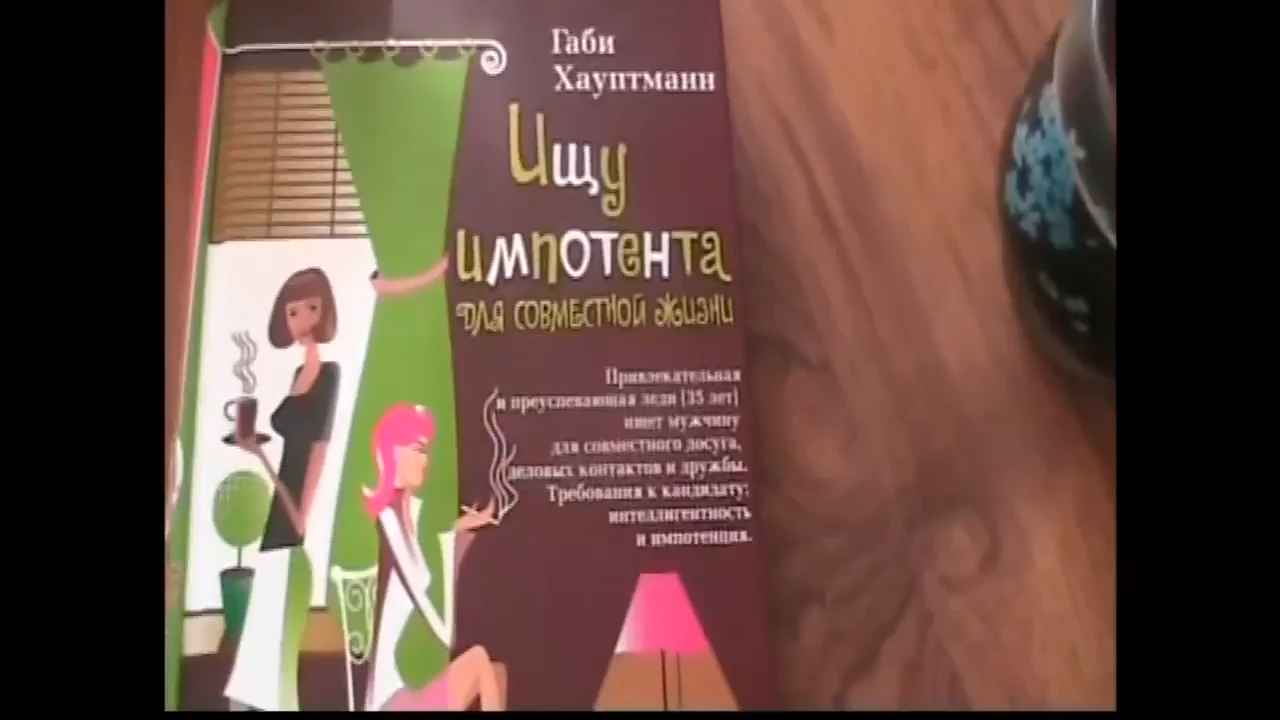 Габи
Хауптманн
Ищу
импотента
для совместной жизни
Привлекательная
и преуспевающая леди (35 лет)
ищет мужчину
для совместного досуга,
деловых контактов и дружбы.
Требования к кандидату:
интеллигентность
и импотенция.